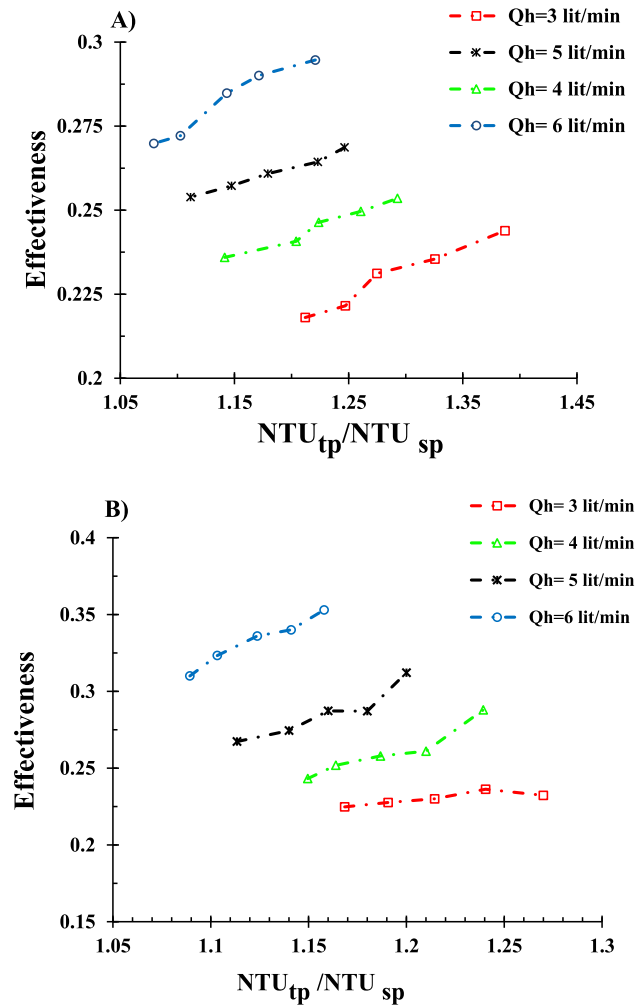 A)
Qh=3 lit/min
Qh= 5 lit/min
Qh= 4 lit/min
Qh= 6 lit/min
0.3
0.275
0.25
0.225
0.2
Effectiveness
1.05 1.15 1.25 1.35 1.45
NTUtp/NTU sp
B)
Qh= 3 lit/min
Qh= 4 lit/min
Qh= 5 lit/min
Qh=6 lit/min
0.4
0.35
0.3
0.25
0.2
0.15
Effectiveness
1.05 1.1 1.15 1.2 1.25 1.3
NTUtp /NTU sp